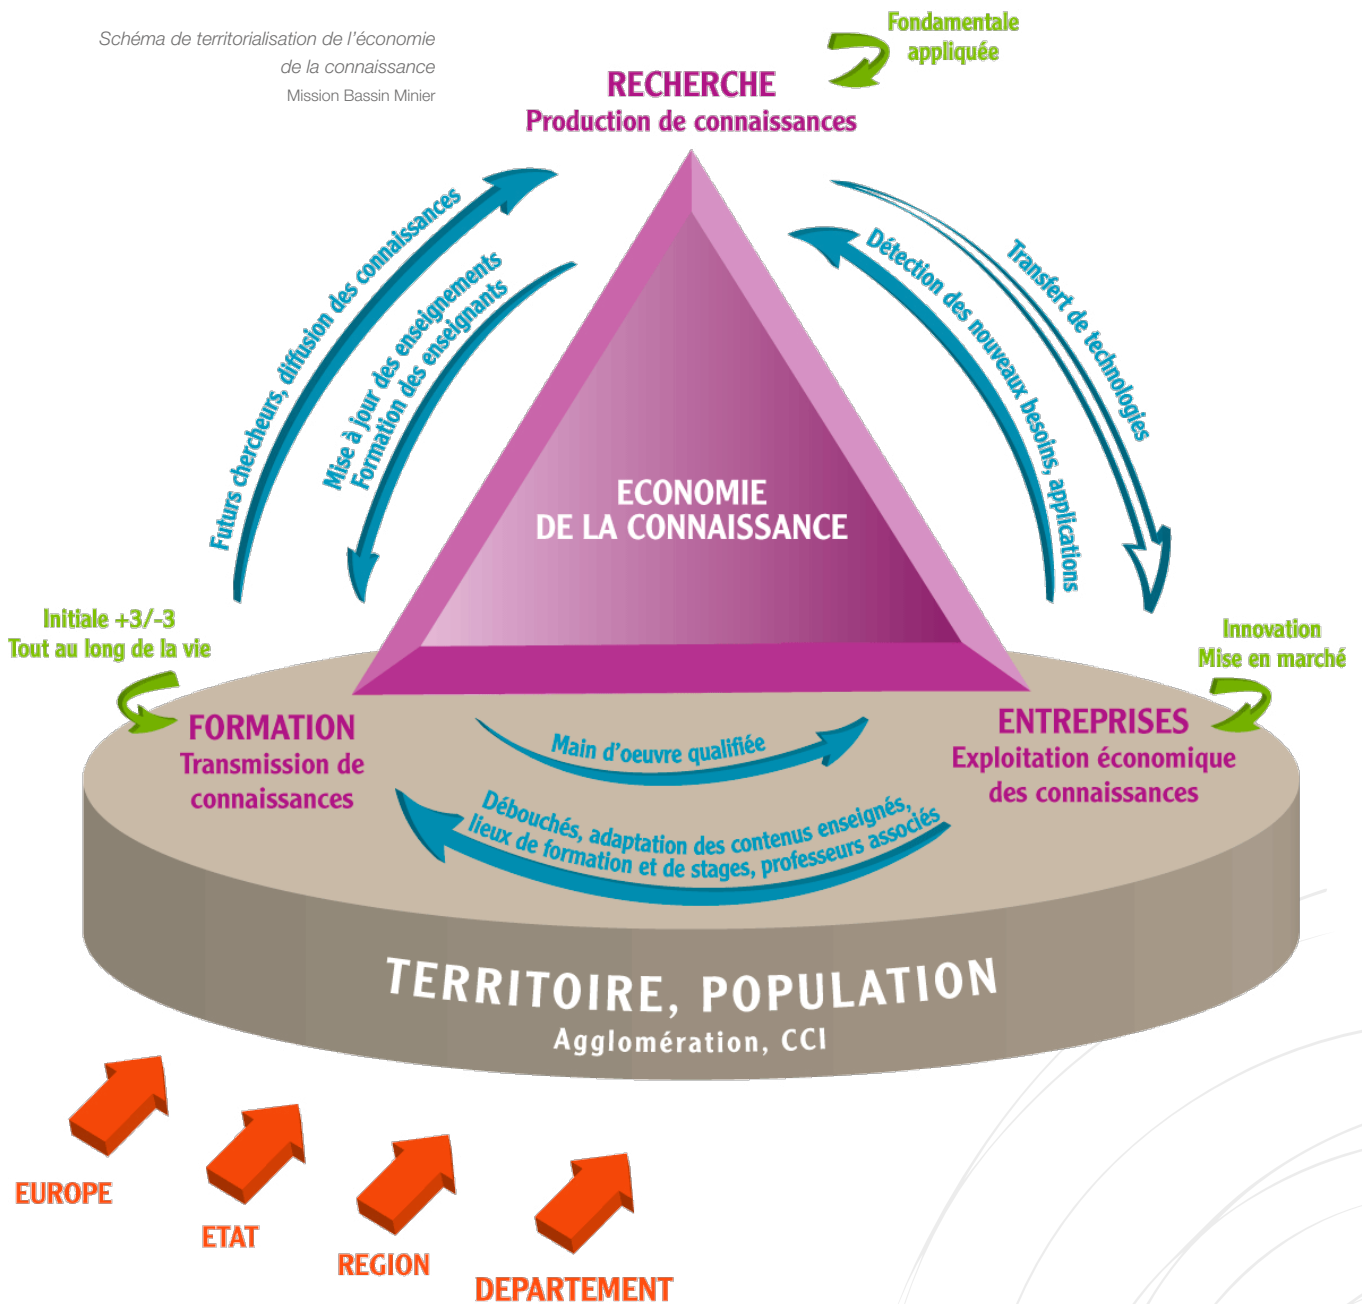 Schéma de territorialisation de l'économie
de la connaissance
Mission Bassin Minier
Fondamentale
appliquée
RECHERCHE
Production de connaissances
Futurs chercheurs, diffusion des connaissances
Mise à jour des enseignements
Formation des enseignants
Détection des nouveaux besoins, applications
Transfert de technologies
ECONOMIE
DE LA CONNAISSANCE
Initiale +3/-3
Tout au long de la vie
Innovation
Mise en marché
FORMATION
Transmission de
connaissances
ENTREPRISES
Exploitation économique
des connaissances
Main d'oeuvre qualifiée
Débouchés, adaptation des contenus enseignés,
lieux de formation et de stages, professeurs associés
TERRITOIRE, POPULATION
Agglomération, CCI
EUROPE
ETAT
REGION
DEPARTEMENT